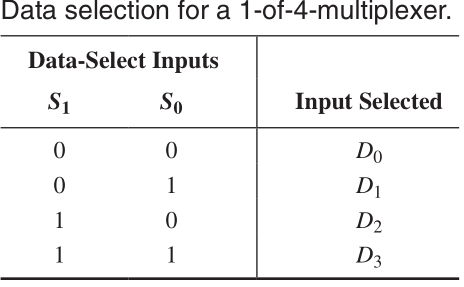 Data selection for a 1-of-4-multiplexer.
Data-Select Inputs
S₁ S₀ Input Selected
0 0 D₀
0 1 D₁
1 0 D₂
1 1 D₃